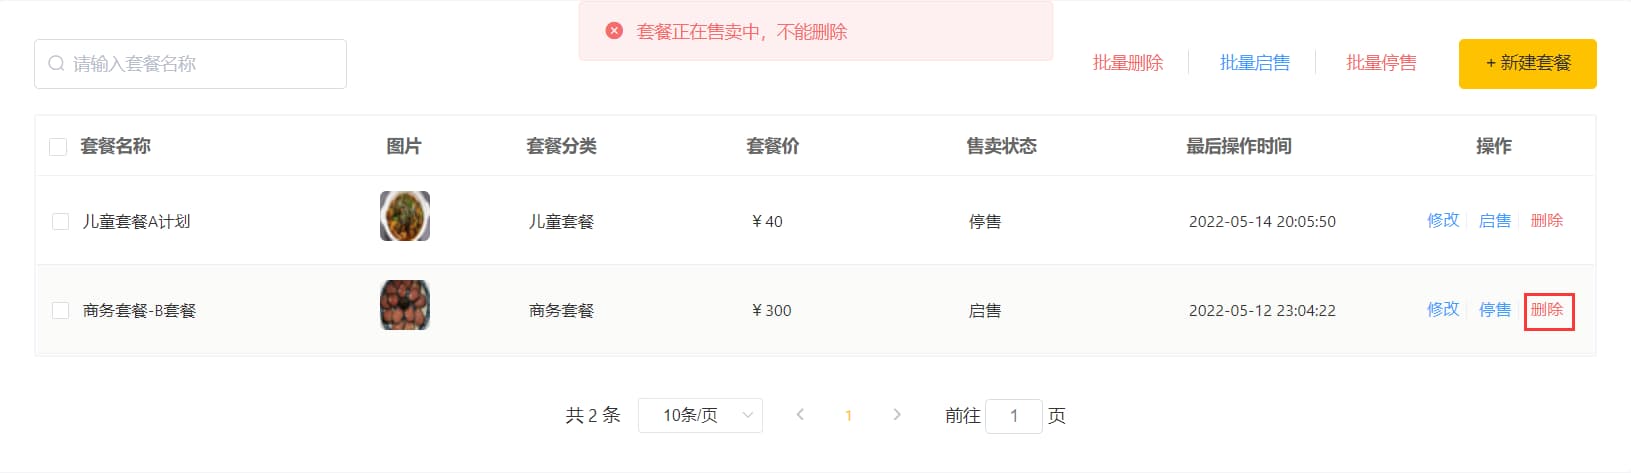 套餐正在售卖中，不能删除
请输入套餐名称
批量删除 批量启售 批量停售 + 新建套餐
套餐名称 图片 套餐分类 套餐价 售卖状态 最后操作时间 操作
儿童套餐A计划 儿童套餐 ￥40 停售 2022-05-14 20:05:50 修改 启售 删除
商务套餐-B套餐 商务套餐 ￥300 启售 2022-05-12 23:04:22 修改 停售 删除
共 2 条 10条/页 1 前往 1 页